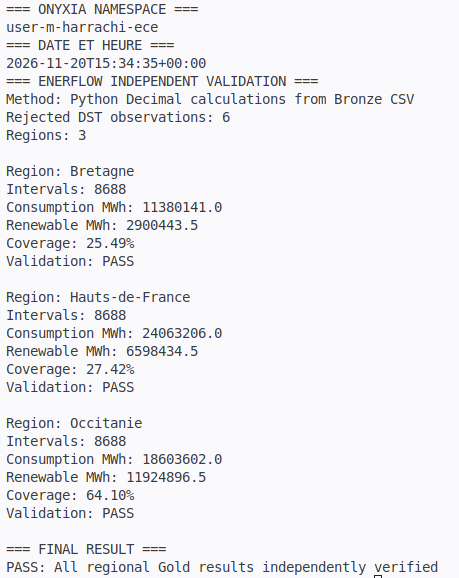 === ONYXIA NAMESPACE ===
user-m-harrachi-ece
=== DATE ET HEURE ===
2026-11-20T15:34:35+00:00
=== ENERFLOW INDEPENDENT VALIDATION ===
Method: Python Decimal calculations from Bronze CSV
Rejected DST observations: 6
Regions: 3

Region: Bretagne
Intervals: 8688
Consumption MWh: 11380141.0
Renewable MWh: 2900443.5
Coverage: 25.49%
Validation: PASS

Region: Hauts-de-France
Intervals: 8688
Consumption MWh: 24063206.0
Renewable MWh: 6598434.5
Coverage: 27.42%
Validation: PASS

Region: Occitanie
Intervals: 8688
Consumption MWh: 18603602.0
Renewable MWh: 11924896.5
Coverage: 64.10%
Validation: PASS

=== FINAL RESULT ===
PASS: All regional Gold results independently verified